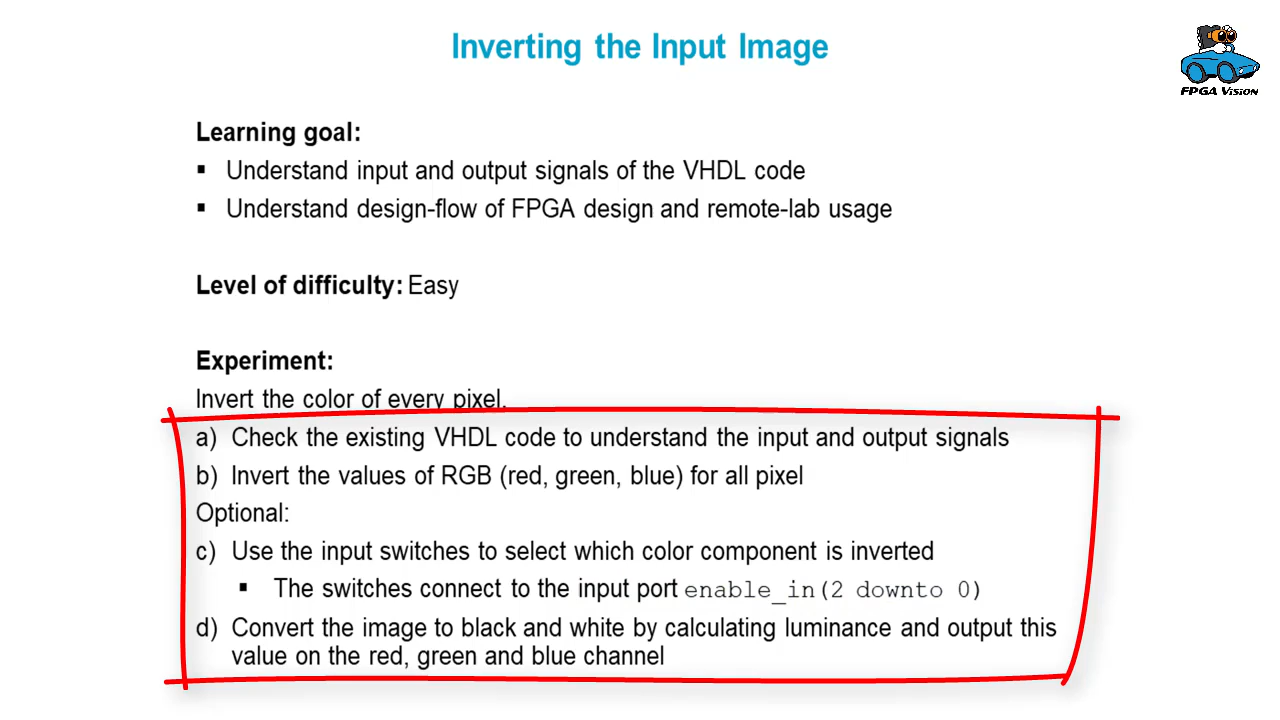 Inverting the Input Image
FPGA Vision
Learning goal:
▪ Understand input and output signals of the VHDL code
▪ Understand design-flow of FPGA design and remote-lab usage
Level of difficulty: Easy
Experiment:
Invert the color of every pixel.
a) Check the existing VHDL code to understand the input and output signals
b) Invert the values of RGB (red, green, blue) for all pixel
Optional:
c) Use the input switches to select which color component is inverted
▪ The switches connect to the input port enable_in(2 downto 0)
d) Convert the image to black and white by calculating luminance and output this
value on the red, green and blue channel